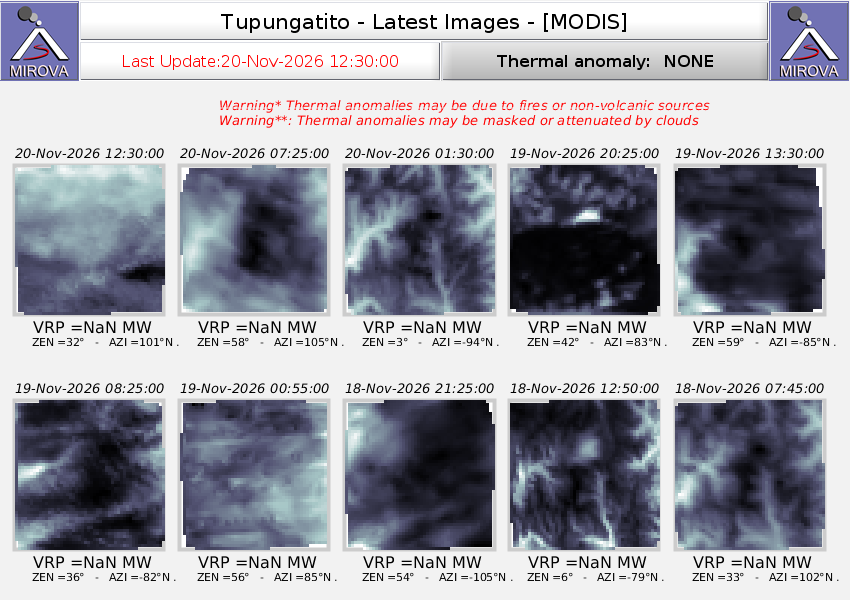 Tupungatito - Latest Images - [MODIS]
MIROVA
Last Update:20-Nov-2026 12:30:00
Thermal anomaly: NONE
MIROVA
Warning* Thermal anomalies may be due to fires or non-volcanic sources
Warning**: Thermal anomalies may be masked or attenuated by clouds
20-Nov-2026 12:30:00 20-Nov-2026 07:25:00 20-Nov-2026 01:30:00 19-Nov-2026 20:25:00 19-Nov-2026 13:30:00
VRP =NaN MW VRP =NaN MW VRP =NaN MW VRP =NaN MW VRP =NaN MW
ZEN =32° - AZI =101°N . ZEN =58° - AZI =105°N . ZEN =3° - AZI =-94°N . ZEN =42° - AZI =83°N . ZEN =59° - AZI =-85°N .
19-Nov-2026 08:25:00 19-Nov-2026 00:55:00 18-Nov-2026 21:25:00 18-Nov-2026 12:50:00 18-Nov-2026 07:45:00
VRP =NaN MW VRP =NaN MW VRP =NaN MW VRP =NaN MW VRP =NaN MW
ZEN =36° - AZI =-82°N . ZEN =56° - AZI =85°N . ZEN =54° - AZI =-105°N . ZEN =6° - AZI =-79°N . ZEN =33° - AZI =102°N .